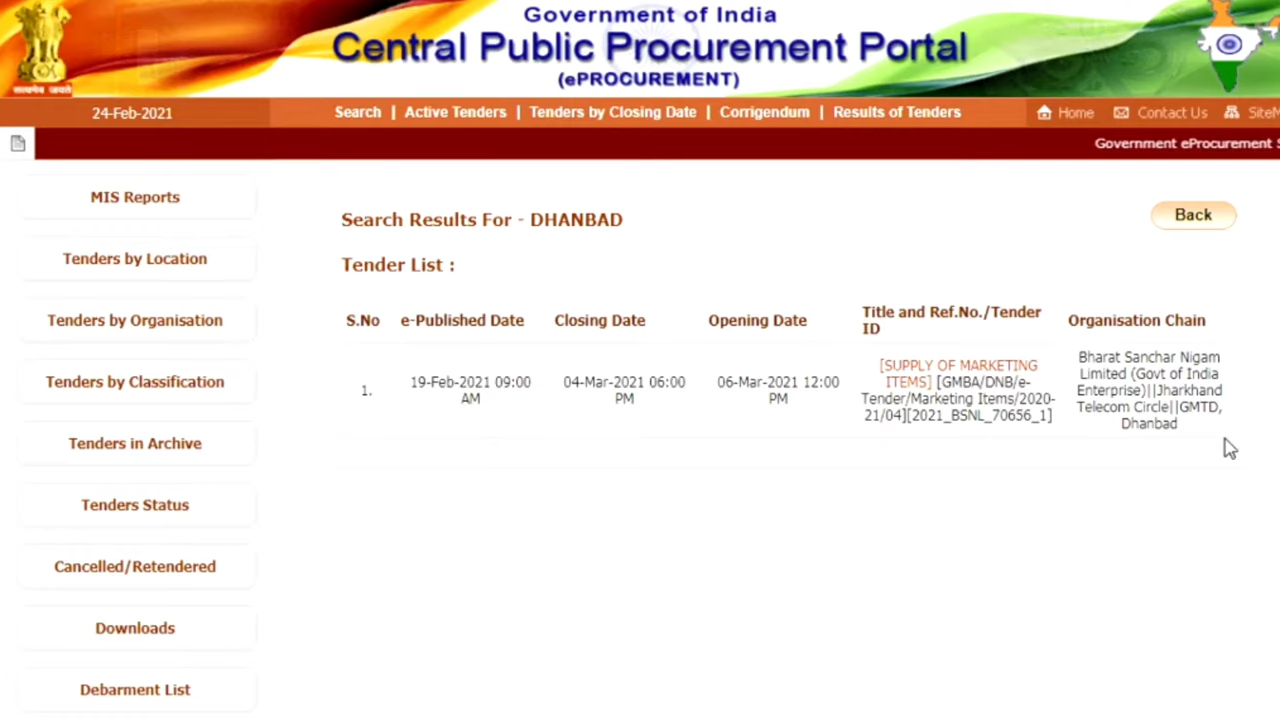 Government of India
Central Public Procurement Portal
(ePROCUREMENT)
सत्यमेव जयते
24-Feb-2021
Search | Active Tenders | Tenders by Closing Date | Corrigendum | Results of Tenders
Home
Contact Us
Government eProcurement
MIS Reports
Tenders by Location
Tenders by Organisation
Tenders by Classification
Tenders in Archive
Tenders Status
Cancelled/Retendered
Downloads
Debarment List
Search Results For - DHANBAD
Back
Tender List :
S.No
e-Published Date
Closing Date
Opening Date
Title and Ref.No./Tender
ID
Organisation Chain
1.
19-Feb-2021 09:00
AM
04-Mar-2021 06:00
PM
06-Mar-2021 12:00
PM
[SUPPLY OF MARKETING
ITEMS] [GMBA/DNB/e-
Tender/Marketing Items/2020-
21/04][2021_BSNL_70656_1]
Bharat Sanchar Nigam
Limited (Govt of India
Enterprise)||Jharkhand
Telecom Circle||GMTD,
Dhanbad